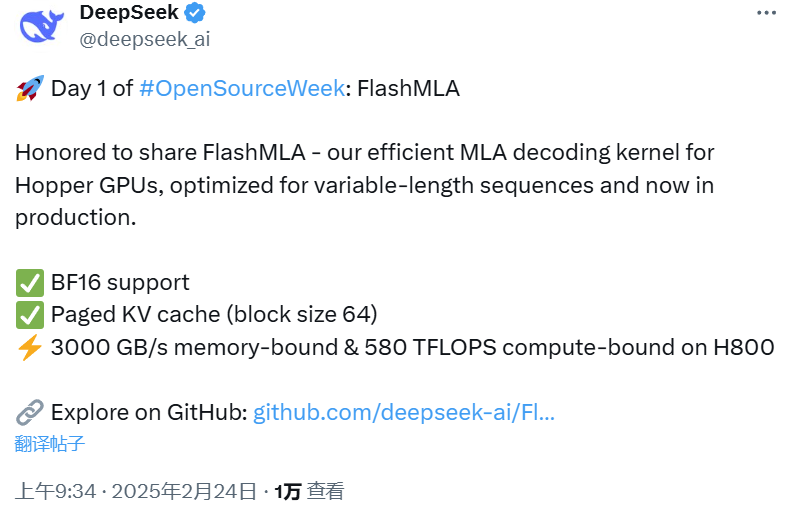 DeepSeek
@deepseek_ai
🚀 Day 1 of #OpenSourceWeek: FlashMLA
Honored to share FlashMLA - our efficient MLA decoding kernel for
Hopper GPUs, optimized for variable-length sequences and now in
production.
✅ BF16 support
✅ Paged KV cache (block size 64)
⚡ 3000 GB/s memory-bound & 580 TFLOPS compute-bound on H800
🔗 Explore on GitHub: github.com/deepseek-ai/Fl...
翻译帖子
上午9:34 · 2025年2月24日 · 1万 查看